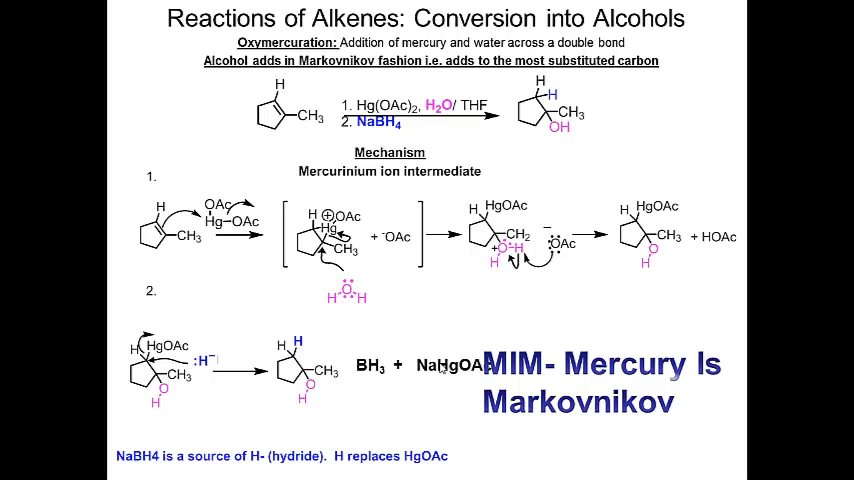 Reactions of Alkenes: Conversion into Alcohols
Oxymercuration: Addition of mercury and water across a double bond
Alcohol adds in Markovnikov fashion i.e. adds to the most substituted carbon
H
CH3
1. Hg(OAc)2, H2O/ THF
2. NaBH4
H
H
CH3
OH
Mechanism
Mercurinium ion intermediate
1.
H
CH3
OAc
Hg—OAc
H
⊕
OAc
Hg
CH3
+ -OAc
H
O
H
H
HgOAc
CH2
+O—H
H
−
:OAc
H
HgOAc
CH3
O
H
+ HOAc
2.
H
HgOAc
CH3
O
H
:H−
H
H
CH3
O
H
BH3 + NaHgOAc
MIM- Mercury Is
Markovnikov
NaBH4 is a source of H- (hydride). H replaces HgOAc